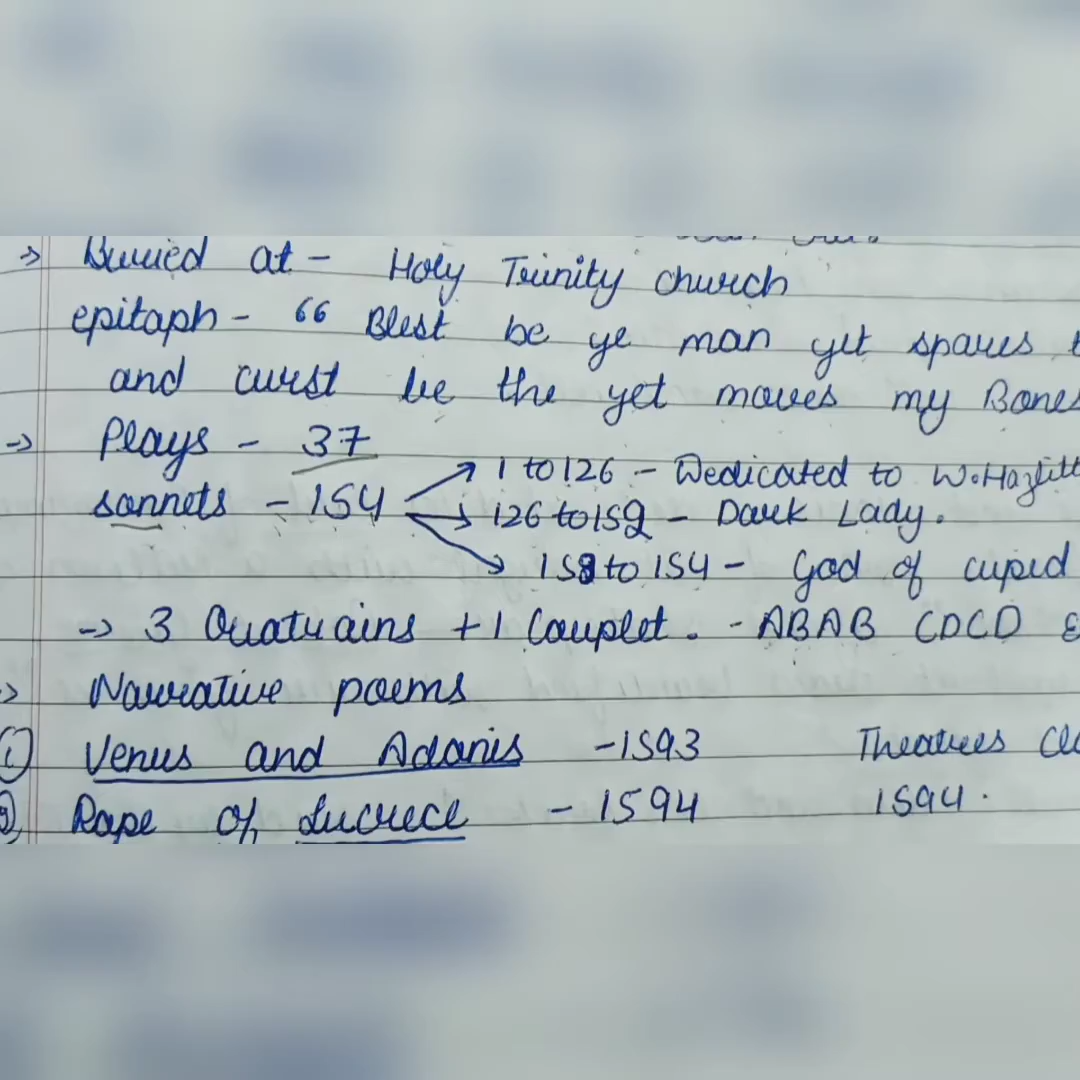 → Buried at - Holy Trinity church
epitaph - 66 Blest be ye man yet spares
and curst be the yet moves my Bones
→ Plays - 37
sonnets - 154 → 1 to 126 - Dedicated to W.Hazlitt
→ 126 to 152 - Dark Lady.
→ 153 to 154 - God of cupid
→ 3 Quatrains + 1 Couplet. - ABAB CDCD
→ Narrative poems
① Venus and Adonis - 1593 Theatres
② Rape of Lucrece - 1594 1594.